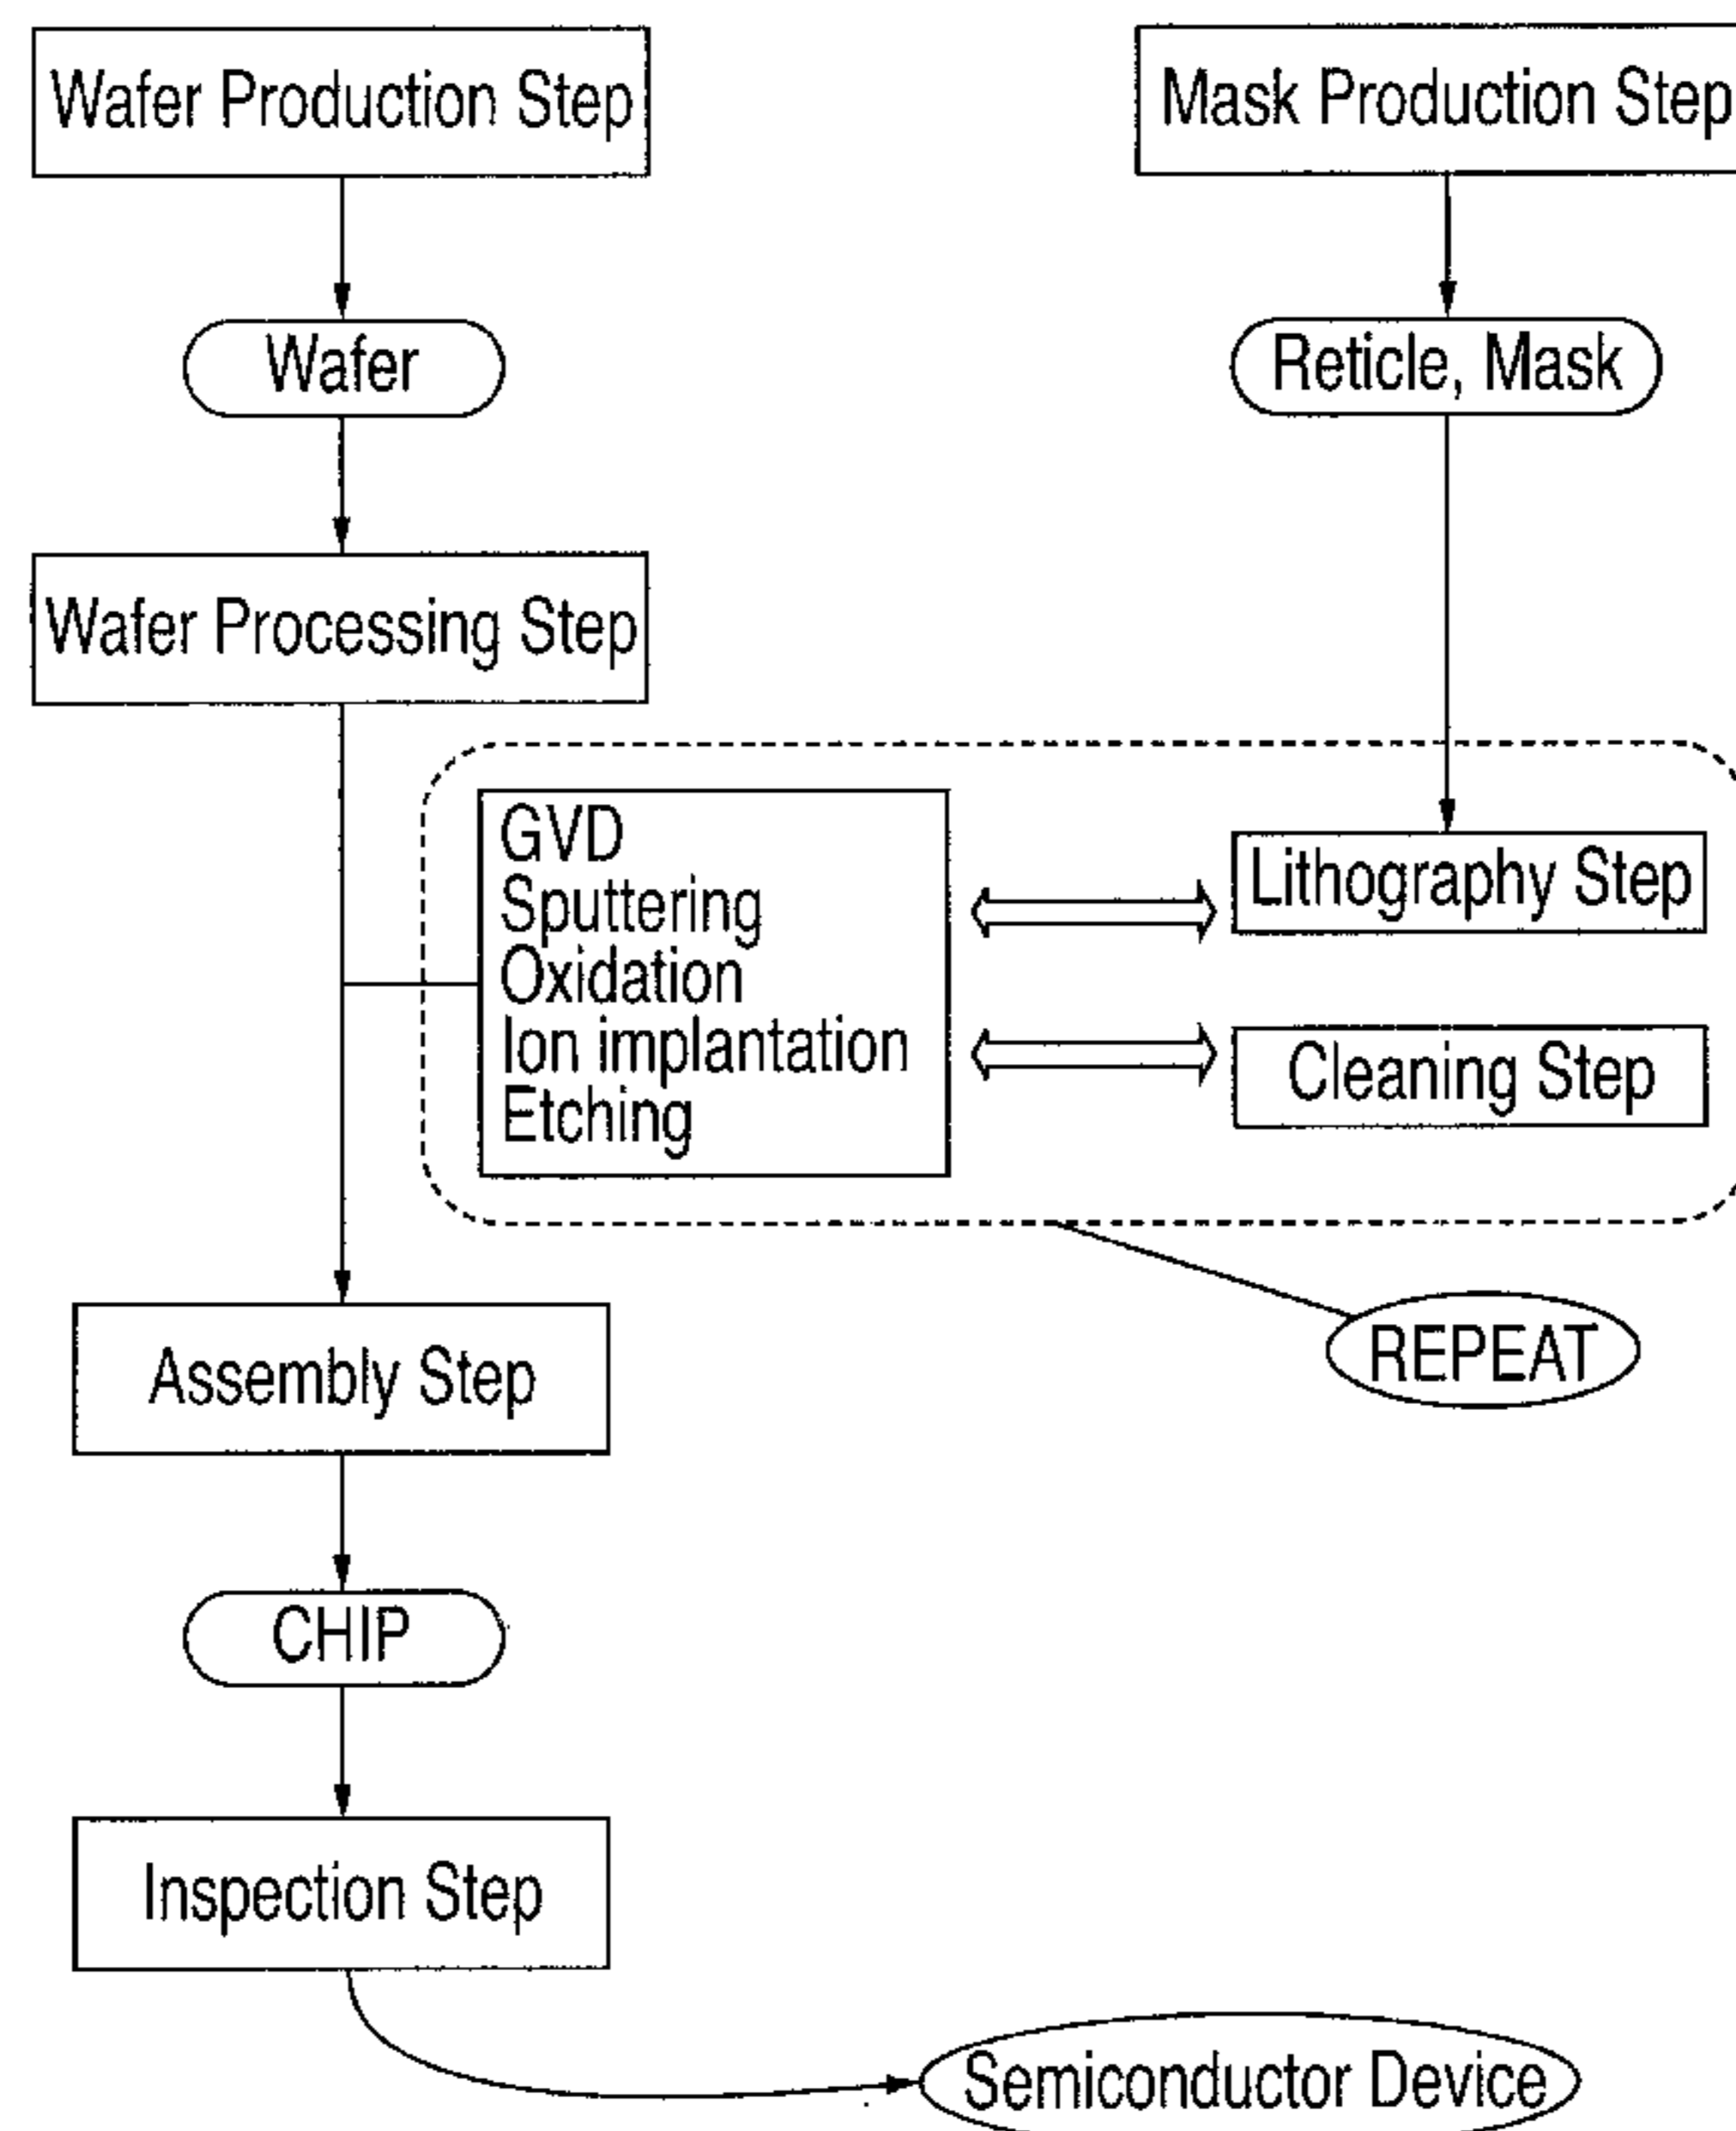 Wafer Production Step
Mask Production Step
Wafer
Reticle, Mask
Wafer Processing Step
GVD
Sputtering
Oxidation
Ion implantation
Etching
Lithography Step
Cleaning Step
Assembly Step
REPEAT
CHIP
Inspection Step
Semiconductor Device